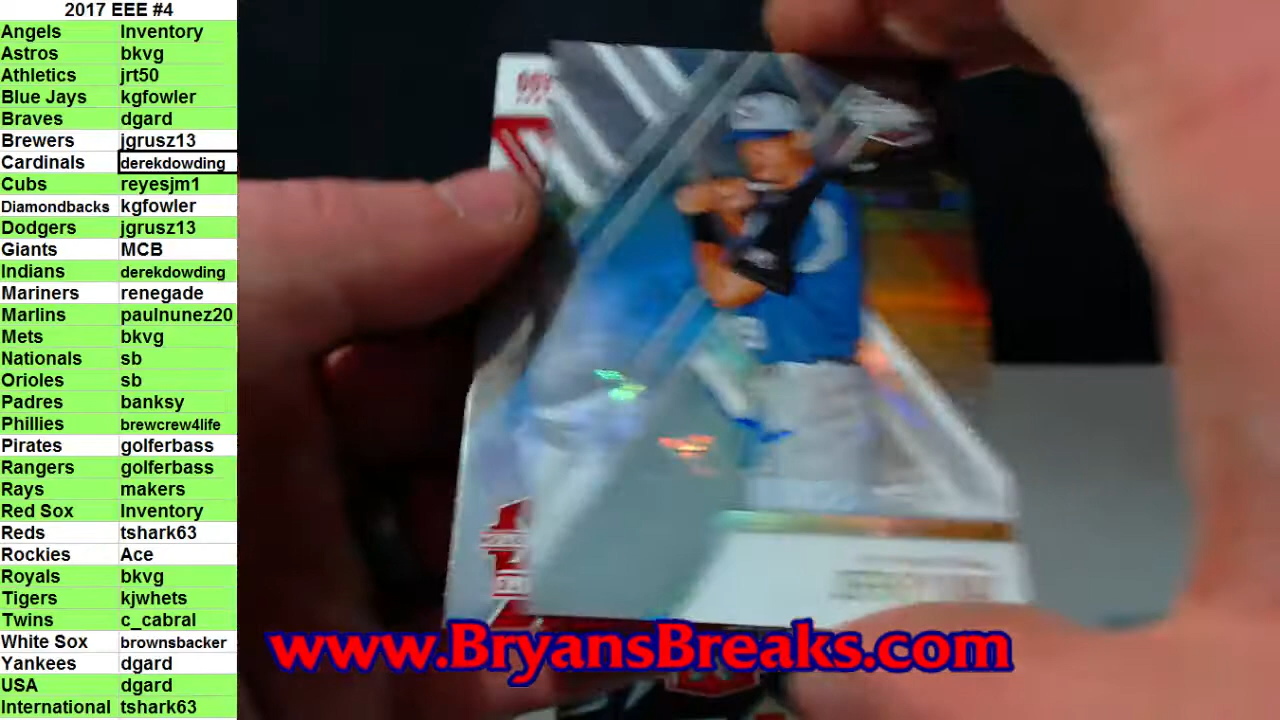 2017 EEE #4
Angels Inventory
Astros bkvg
Athletics jrt50
Blue Jays kgfowler
Braves dgard
Brewers jgrusz13
Cardinals derekdowding
Cubs reyesjm1
Diamondbacks kgfowler
Dodgers jgrusz13
Giants MCB
Indians derekdowding
Mariners renegade
Marlins paulnunez20
Mets bkvg
Nationals sb
Orioles sb
Padres banksy
Phillies brewcrew4life
Pirates golferbass
Rangers golferbass
Rays makers
Red Sox Inventory
Reds tshark63
Rockies Ace
Royals bkvg
Tigers kjwhets
Twins c_cabral
White Sox brownsbacker
Yankees dgard
USA dgard
International tshark63
www.BryansBreaks.com